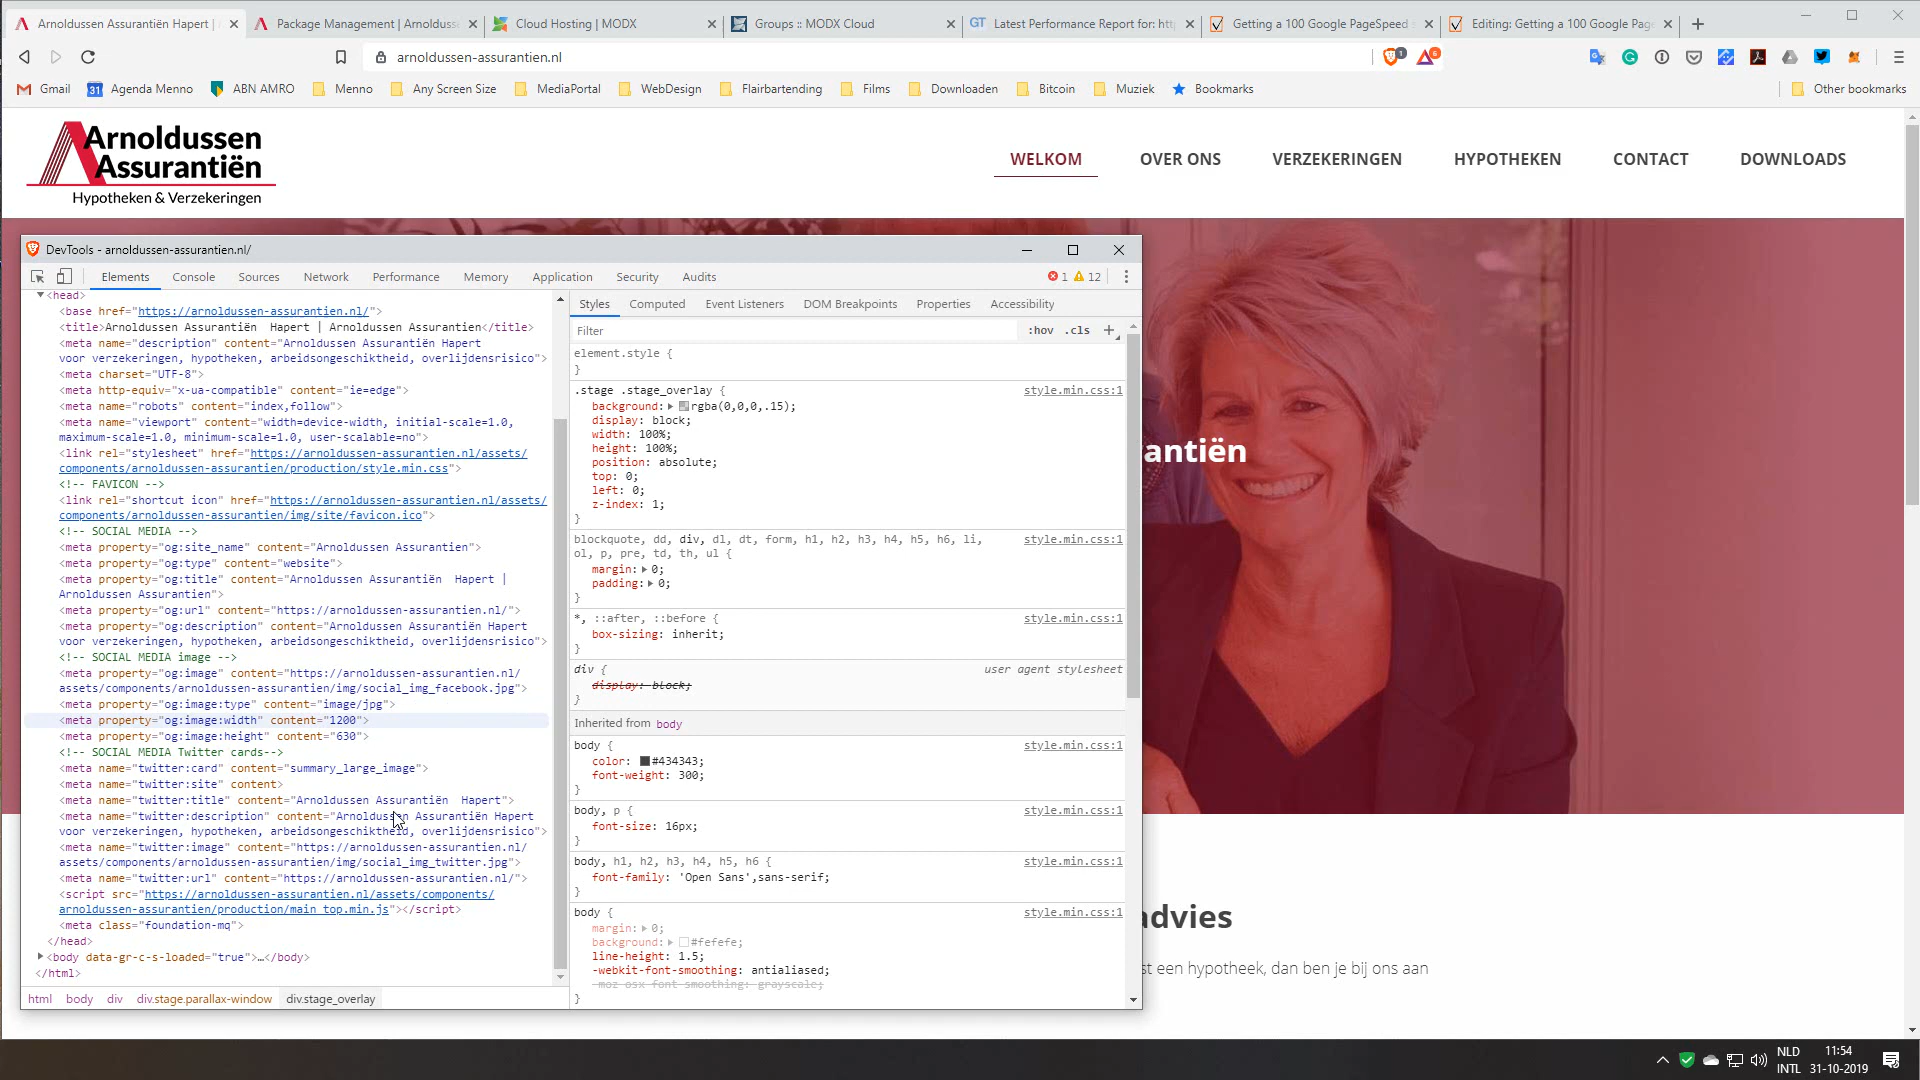 Arnoldussen Assurantiën Hapert |
Package Management | Arnolduss
Cloud Hosting | MODX
Groups :: MODX Cloud
GT Latest Performance Report for: htt
Getting a 100 Google PageSpeed s
Editing: Getting a 100 Google Page
arnoldussen-assurantien.nl
1
6
Gmail
31 Agenda Menno
ABN AMRO
Menno
Any Screen Size
MediaPortal
WebDesign
Flairbartending
Films
Downloaden
Bitcoin
Muziek
Bookmarks
Other bookmarks
Arnoldussen
Assurantiën
Hypotheken & Verzekeringen
WELKOM
OVER ONS
VERZEKERINGEN
HYPOTHEKEN
CONTACT
DOWNLOADS
DevTools - arnoldussen-assurantien.nl/
Elements Console Sources Network Performance Memory Application Security Audits
1 12
<head>
<base href="https://arnoldussen-assurantien.nl/">
<title>Arnoldussen Assurantiën  Hapert | Arnoldussen Assurantien</title>
<meta name="description" content="Arnoldussen Assurantiën Hapert
voor verzekeringen, hypotheken, arbeidsongeschiktheid, overlijdensrisico">
<meta charset="UTF-8">
<meta http-equiv="x-ua-compatible" content="ie=edge">
<meta name="robots" content="index,follow">
<meta name="viewport" content="width=device-width, initial-scale=1.0,
maximum-scale=1.0, minimum-scale=1.0, user-scalable=no">
<link rel="stylesheet" href="https://arnoldussen-assurantien.nl/assets/
components/arnoldussen-assurantien/production/style.min.css">
<!-- FAVICON -->
<link rel="shortcut icon" href="https://arnoldussen-assurantien.nl/assets/
components/arnoldussen-assurantien/img/site/favicon.ico">
<!-- SOCIAL MEDIA -->
<meta property="og:site_name" content="Arnoldussen Assurantien">
<meta property="og:type" content="website">
<meta property="og:title" content="Arnoldussen Assurantiën  Hapert |
Arnoldussen Assurantien">
<meta property="og:url" content="https://arnoldussen-assurantien.nl/">
<meta property="og:description" content="Arnoldussen Assurantiën Hapert
voor verzekeringen, hypotheken, arbeidsongeschiktheid, overlijdensrisico">
<!-- SOCIAL MEDIA image -->
<meta property="og:image" content="https://arnoldussen-assurantien.nl/
assets/components/arnoldussen-assurantien/img/social_img_facebook.jpg">
<meta property="og:image:type" content="image/jpg">
<meta property="og:image:width" content="1200">
<meta property="og:image:height" content="630">
<!-- SOCIAL MEDIA Twitter cards-->
<meta name="twitter:card" content="summary_large_image">
<meta name="twitter:site" content>
<meta name="twitter:title" content="Arnoldussen Assurantiën  Hapert">
<meta name="twitter:description" content="Arnoldussen Assurantiën Hapert
voor verzekeringen, hypotheken, arbeidsongeschiktheid, overlijdensrisico">
<meta name="twitter:image" content="https://arnoldussen-assurantien.nl/
assets/components/arnoldussen-assurantien/img/social_img_twitter.jpg">
<meta name="twitter:url" content="https://arnoldussen-assurantien.nl/">
<script src="https://arnoldussen-assurantien.nl/assets/components/
arnoldussen-assurantien/production/main_top.min.js"></script>
<meta class="foundation-mq">
</head>
<body data-gr-c-s-loaded="true">…</body>
</html>
html body div div.stage.parallax-window div.stage_overlay
Styles Computed Event Listeners DOM Breakpoints Properties Accessibility
Filter :hov .cls +
element.style {
}
.stage .stage_overlay { style.min.css:1
background: rgba(0,0,0,.15);
display: block;
width: 100%;
height: 100%;
position: absolute;
top: 0;
left: 0;
z-index: 1;
}
blockquote, dd, div, dl, dt, form, h1, h2, h3, h4, h5, h6, li, style.min.css:1
ol, p, pre, td, th, ul {
margin: 0;
padding: 0;
}
*, ::after, ::before { style.min.css:1
box-sizing: inherit;
}
div { user agent stylesheet
display: block;
}
Inherited from body
body { style.min.css:1
color: #434343;
font-weight: 300;
}
body, p { style.min.css:1
font-size: 16px;
}
body, h1, h2, h3, h4, h5, h6 { style.min.css:1
font-family: 'Open Sans',sans-serif;
}
body { style.min.css:1
margin: 0;
background: #fefefe;
line-height: 1.5;
-webkit-font-smoothing: antialiased;
-moz-osx-font-smoothing: grayscale;
}
rantiën
advies
st een hypotheek, dan ben je bij ons aan
NLD
INTL
11:54
31-10-2019